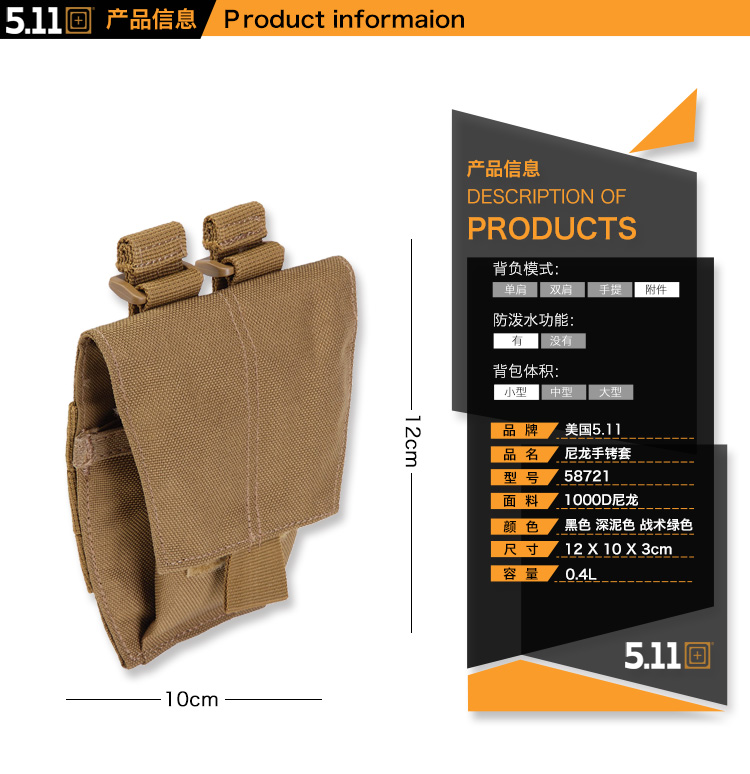 5.11 产品信息 Product informaion
产品信息
DESCRIPTION OF
PRODUCTS
背负模式:
单肩 双肩 手提 附件
防泼水功能:
有 没有
背包体积:
小型 中型 大型
品 牌 美国5.11
品 名 尼龙手铐套
型 号 58721
面 料 1000D尼龙
颜 色 黑色 深泥色 战术绿色
尺 寸 12 X 10 X 3cm
容 量 0.4L
12cm
5.11
10cm